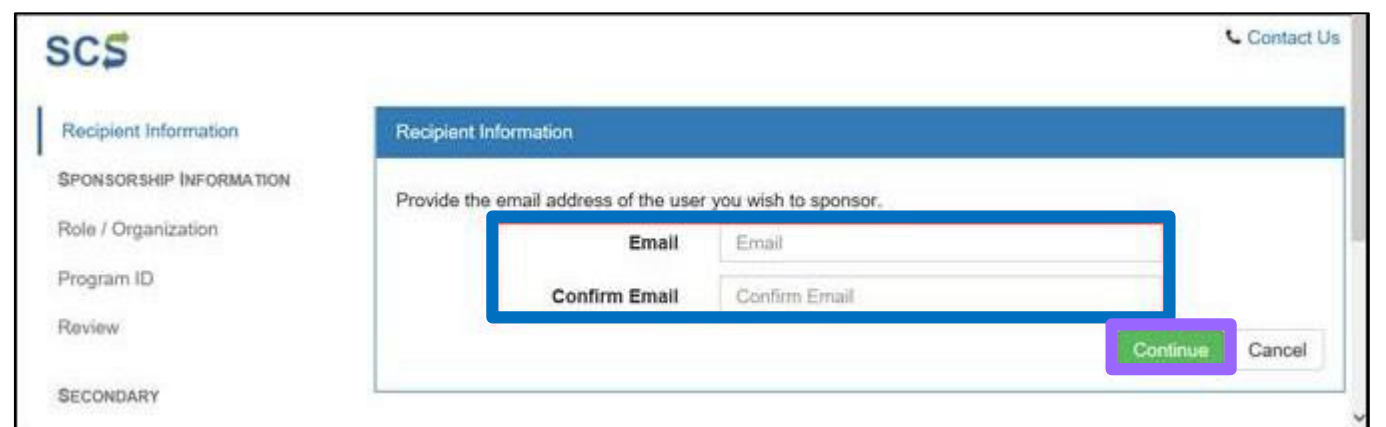 SCS
Contact Us
Recipient Information
SPONSORSHIP INFORMATION
Role / Organization
Program ID
Review
SECONDARY
Recipient Information
Provide the email address of the user you wish to sponsor.
Email Email
Confirm Email Confirm Email
Continue Cancel